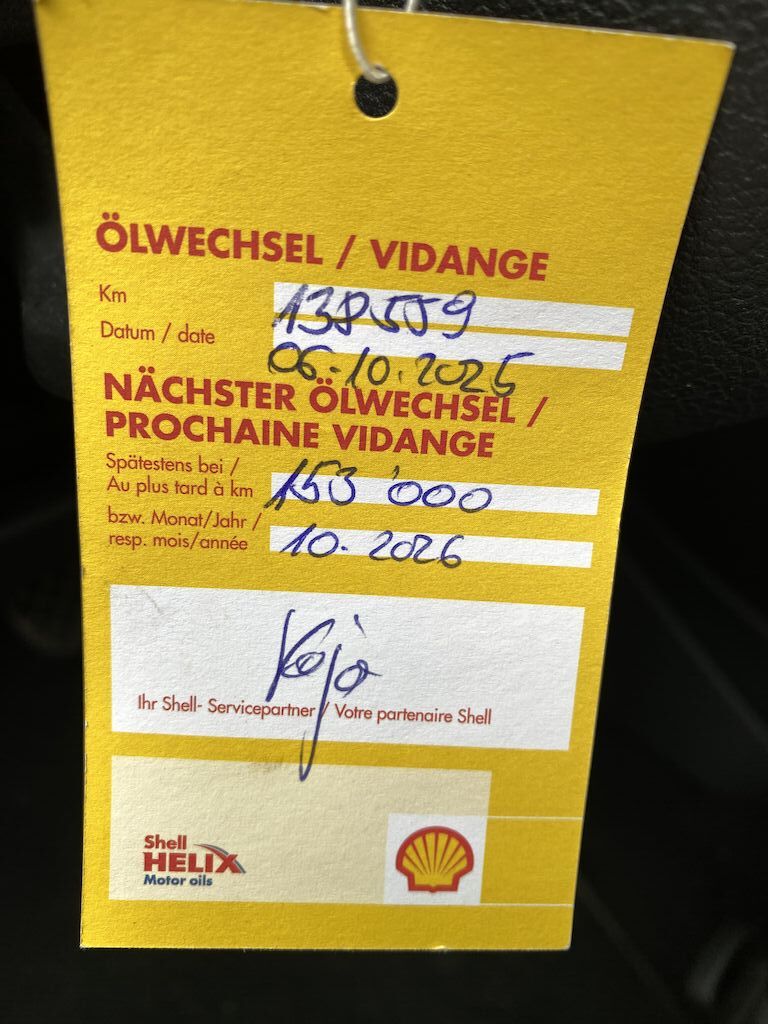 ÖLWECHSEL / VIDANGE
Km 138559
Datum / date 06.10.2025
NÄCHSTER ÖLWECHSEL /
PROCHAINE VIDANGE
Spätestens bei /
Au plus tard à km 153'000
bzw. Monat/Jahr /
resp. mois/année 10. 2026
Kojo
Ihr Shell- Servicepartner / Votre partenaire Shell
Shell
HELIX
Motor oils